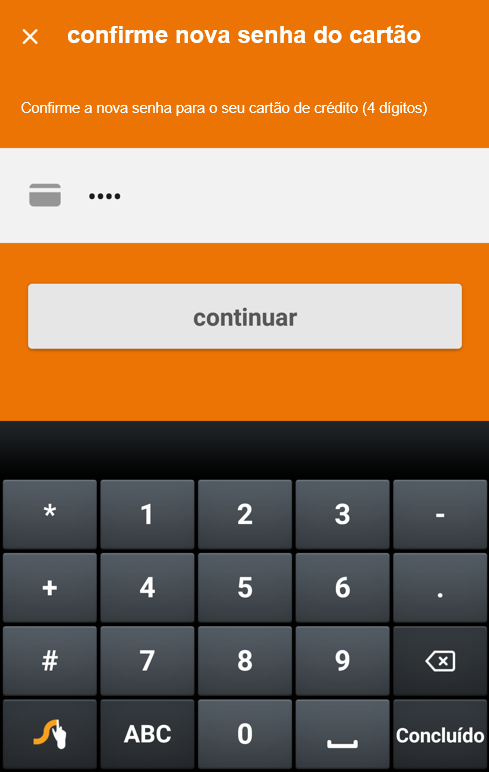 confirme nova senha do cartão
Confirme a nova senha para o seu cartão de crédito (4 dígitos)
••••
continuar
* 1 2 3 -
+ 4 5 6 .
# 7 8 9
ABC 0 Concluído